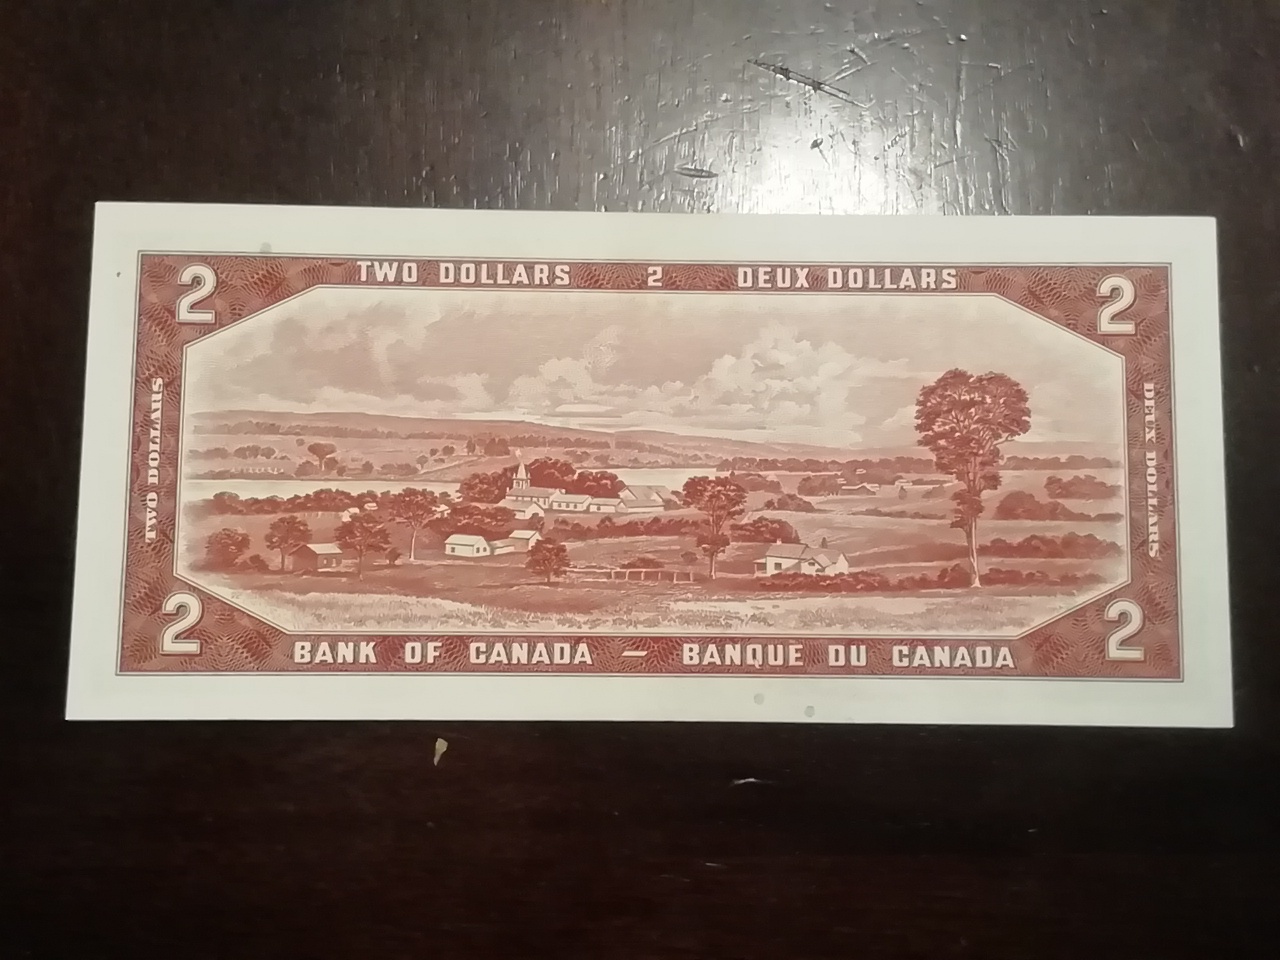 TWO DOLLARS 2 DEUX DOLLARS
2 2
TWO DOLLARS
DEUX DOLLARS
2 2
BANK OF CANADA — BANQUE DU CANADA